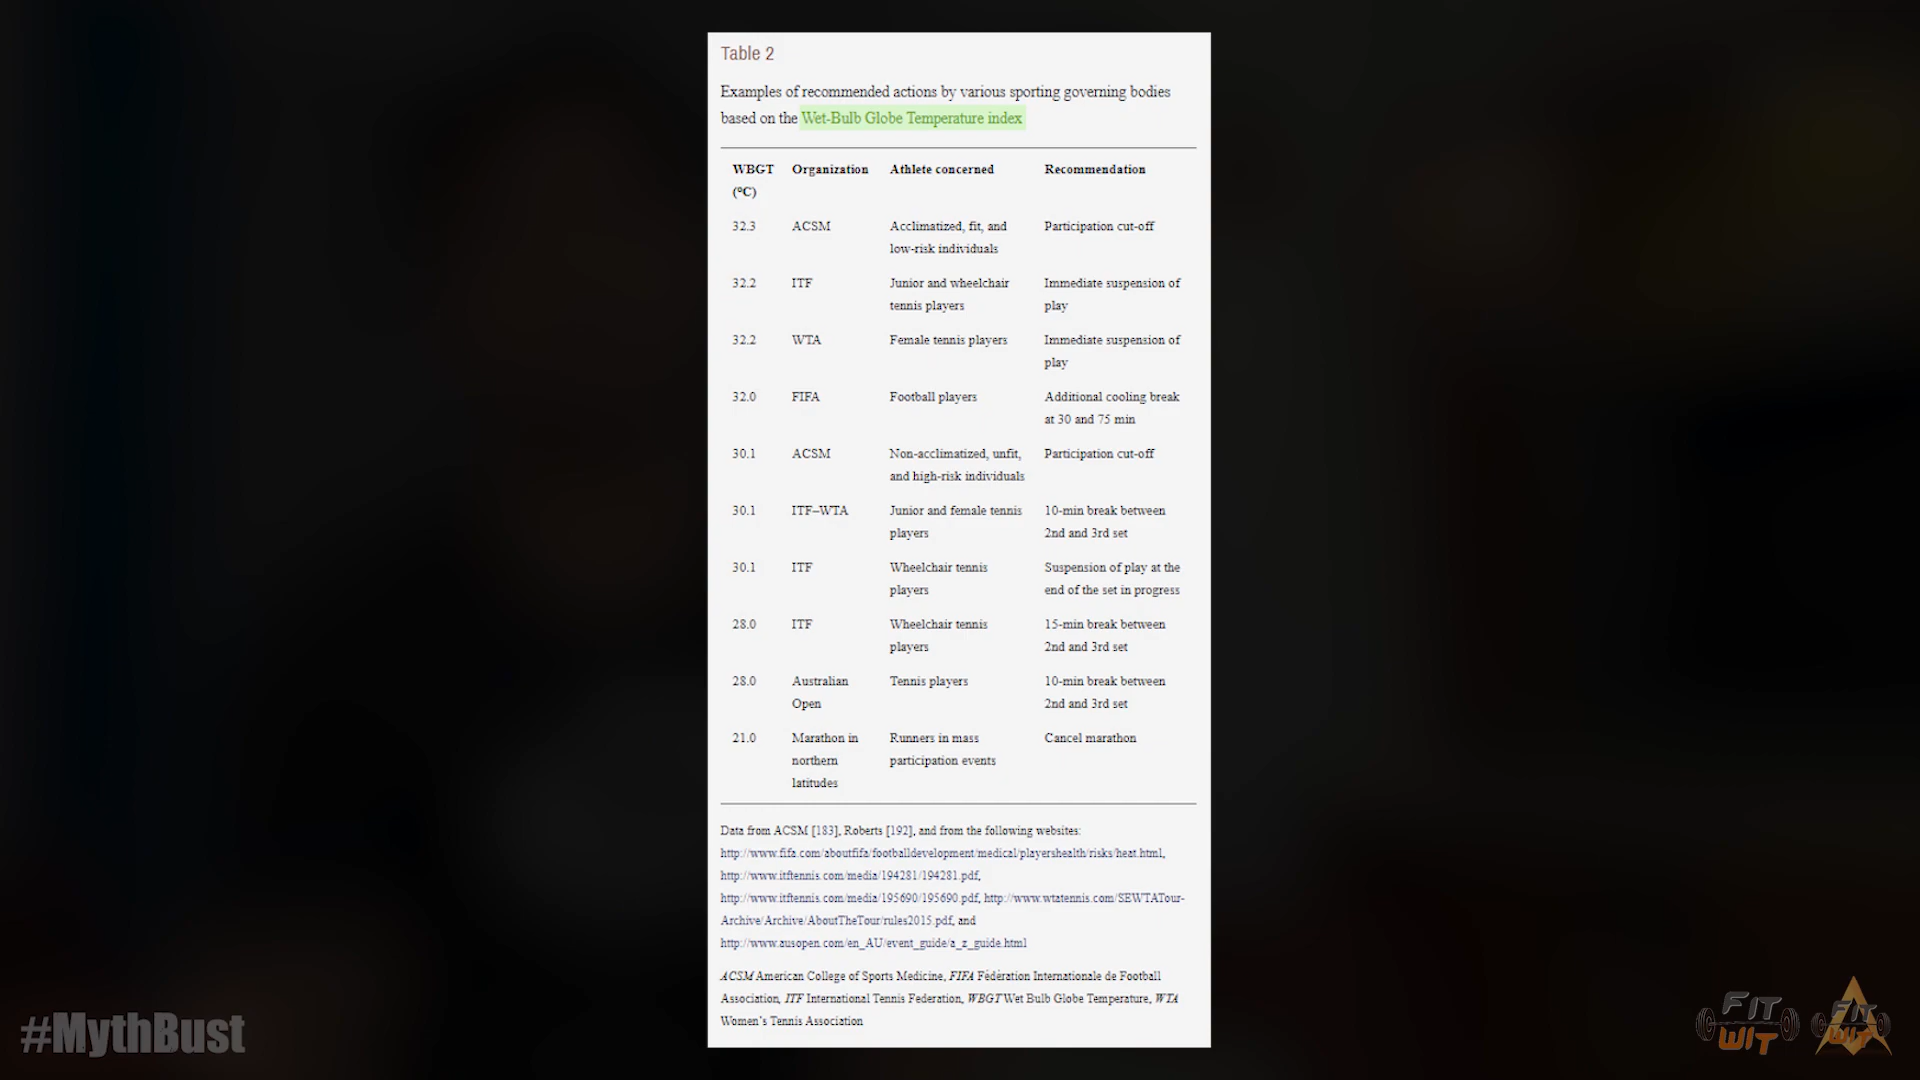 Table 2
Examples of recommended actions by various sporting governing bodies
based on the Wet-Bulb Globe Temperature index
WBGT Organization Athlete concerned Recommendation
(°C)
32.3 ACSM Acclimatized, fit, and Participation cut-off
low-risk individuals
32.2 ITF Junior and wheelchair Immediate suspension of
tennis players play
32.2 WTA Female tennis players Immediate suspension of
play
32.0 FIFA Football players Additional cooling break
at 30 and 75 min
30.1 ACSM Non-acclimatized, unfit, Participation cut-off
and high-risk individuals
30.1 ITF–WTA Junior and female tennis 10-min break between
players 2nd and 3rd set
30.1 ITF Wheelchair tennis Suspension of play at the
players end of the set in progress
28.0 ITF Wheelchair tennis 15-min break between
players 2nd and 3rd set
28.0 Australian Tennis players 10-min break between
Open 2nd and 3rd set
21.0 Marathon in Runners in mass Cancel marathon
northern participation events
latitudes
Data from ACSM [183], Roberts [192], and from the following websites:
http://www.fifa.com/aboutfifa/footballdevelopment/medical/playershealth/risks/heat.html,
http://www.itftennis.com/media/194281/194281.pdf,
http://www.itftennis.com/media/195690/195690.pdf, http://www.wtatennis.com/SEWTATour-
Archive/Archive/AboutTheTour/rules2015.pdf, and
http://www.ausopen.com/en_AU/event_guide/a_z_guide.html
ACSM American College of Sports Medicine, FIFA Fédération Internationale de Football
Association, ITF International Tennis Federation, WBGT Wet Bulb Globe Temperature, WTA
Women's Tennis Association
#MythBust
FIT WIT
FIT WIT